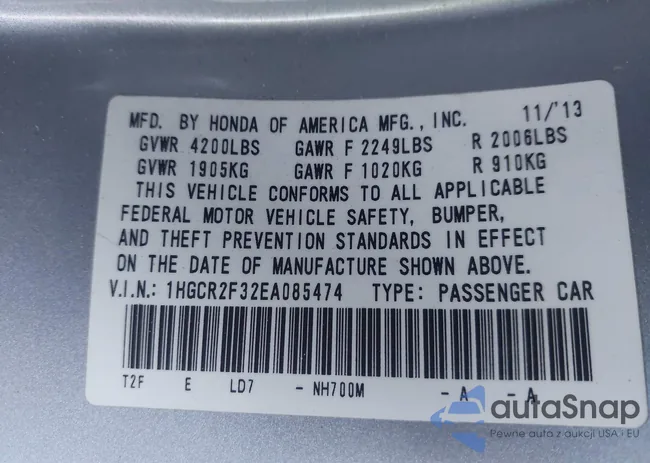 MFD. BY HONDA OF AMERICA MFG., INC. 11/'13
GVWR 4200LBS GAWR F 2249LBS R 2006LBS
GVWR 1905KG GAWR F 1020KG R 910KG
THIS VEHICLE CONFORMS TO ALL APPLICABLE
FEDERAL MOTOR VEHICLE SAFETY, BUMPER,
AND THEFT PREVENTION STANDARDS IN EFFECT
ON THE DATE OF MANUFACTURE SHOWN ABOVE.
V.I.N.: 1HGCR2F32EA085474 TYPE: PASSENGER CAR
T2F E LD7 - NH700M - A - A
autaSnap
Pewne auta z aukcji USA • EU